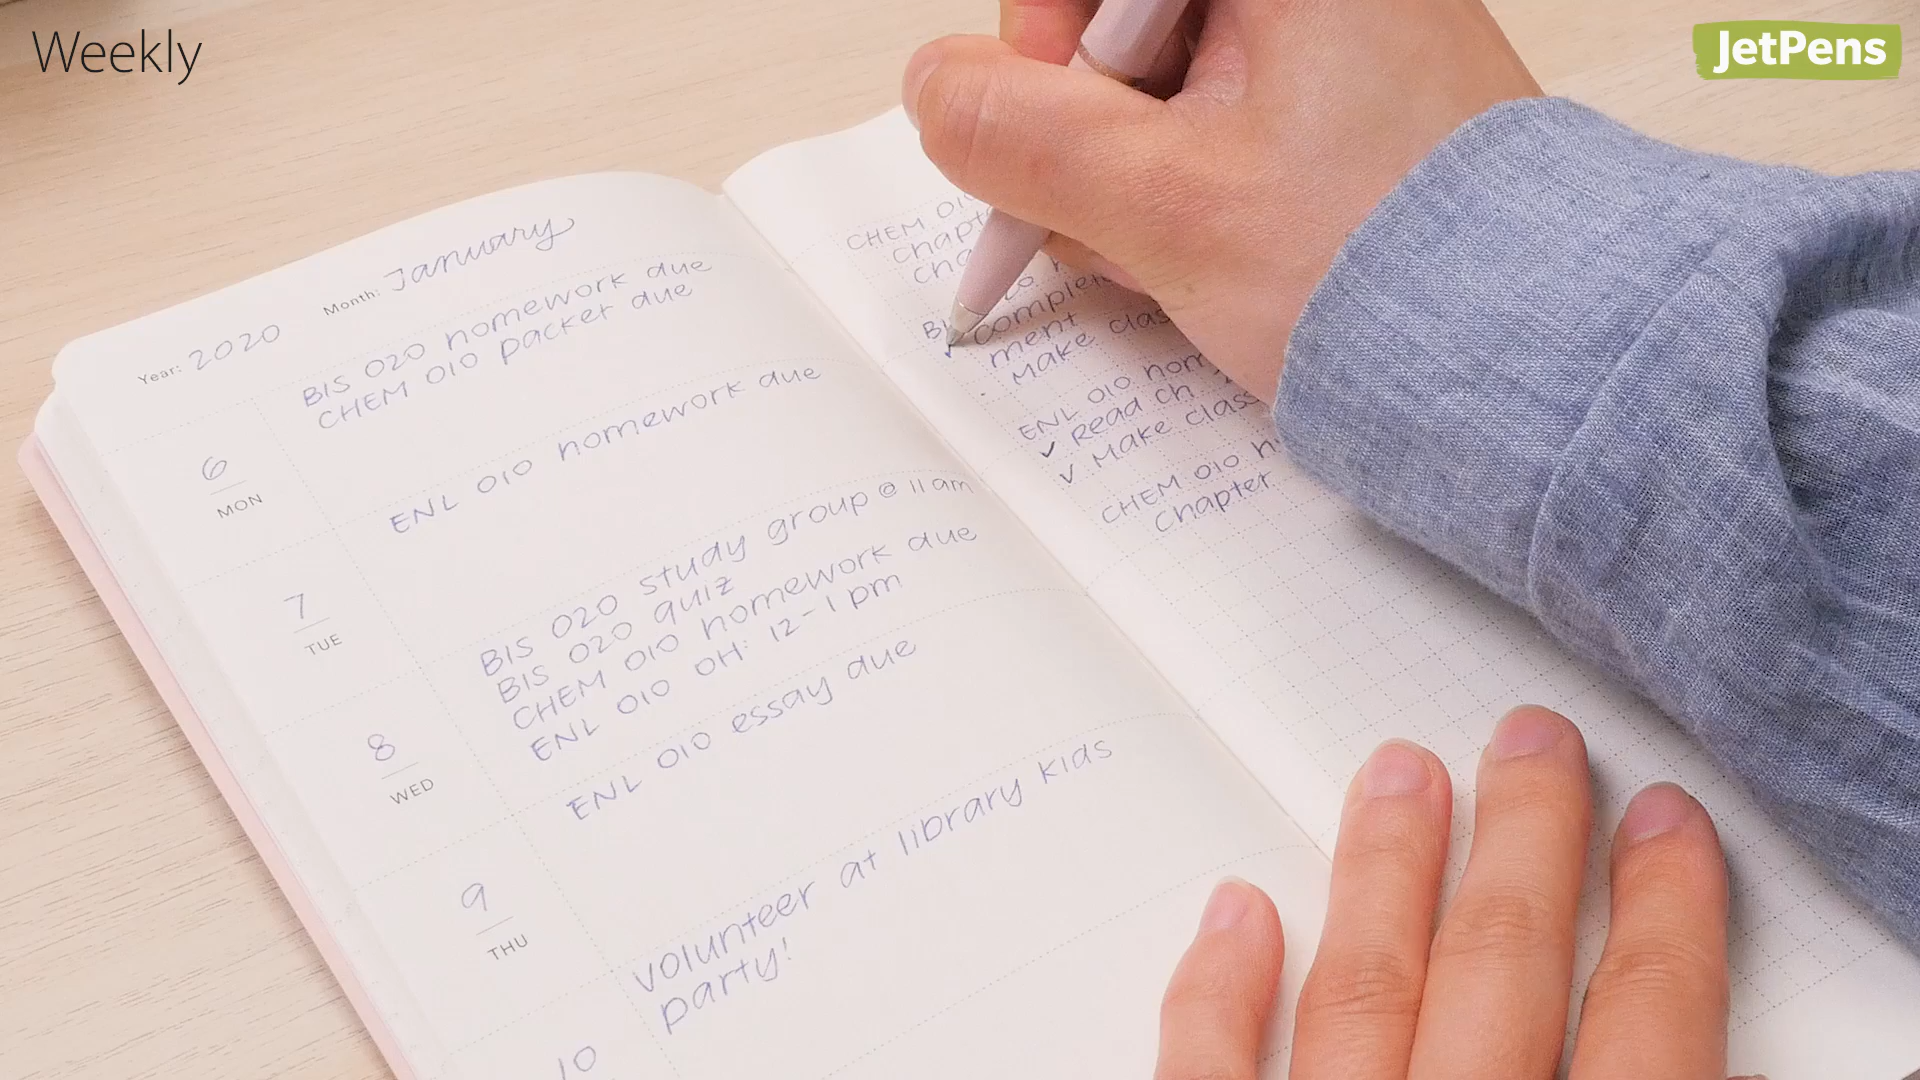 Weekly
JetPens
Year: 2020 Month: January
BIS 020 homework due
CHEM 010 packet due
6
MON
ENL 010 homework due
7
TUE
BIS 020 study group @ 11 am
BIS 020 quiz
CHEM 010 homework due
ENL 010 OH: 12-1 pm
8
WED
ENL 010 essay due
9
THU
volunteer at library kids
party!
10
CHEM
complete
ment
Make class
ENL 010
✓ Read ch
✓ Make class
CHEM 010
Chapter